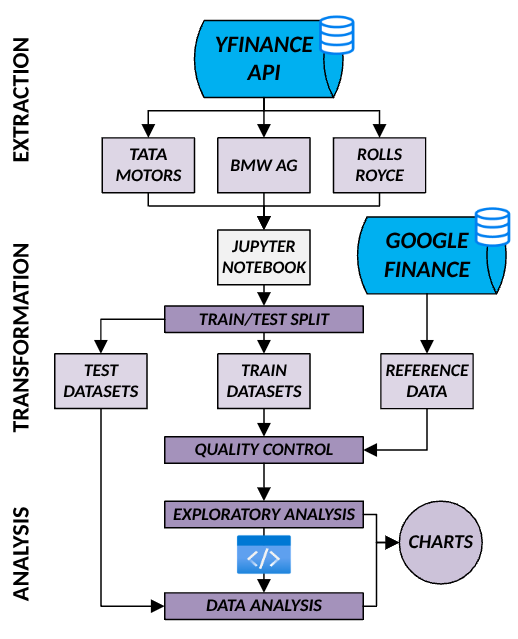 EXTRACTION
YFINANCE
API
TATA
MOTORS
BMW AG
ROLLS
ROYCE
TRANSFORMATION
JUPYTER
NOTEBOOK
GOOGLE
FINANCE
TRAIN/TEST SPLIT
TEST
DATASETS
TRAIN
DATASETS
REFERENCE
DATA
QUALITY CONTROL
ANALYSIS
EXPLORATORY ANALYSIS
</>
CHARTS
DATA ANALYSIS